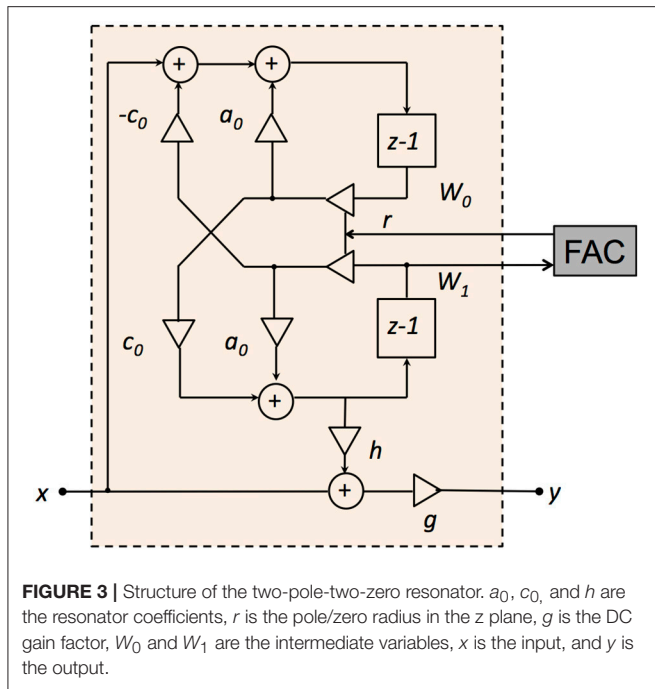 -c₀
a₀
z-1
W₀
r
FAC
W₁
c₀
a₀
z-1
h
x
y
g
FIGURE 3 | Structure of the two-pole-two-zero resonator. a₀, c₀, and h are
the resonator coefficients, r is the pole/zero radius in the z plane, g is the DC
gain factor, W₀ and W₁ are the intermediate variables, x is the input, and y is
the output.